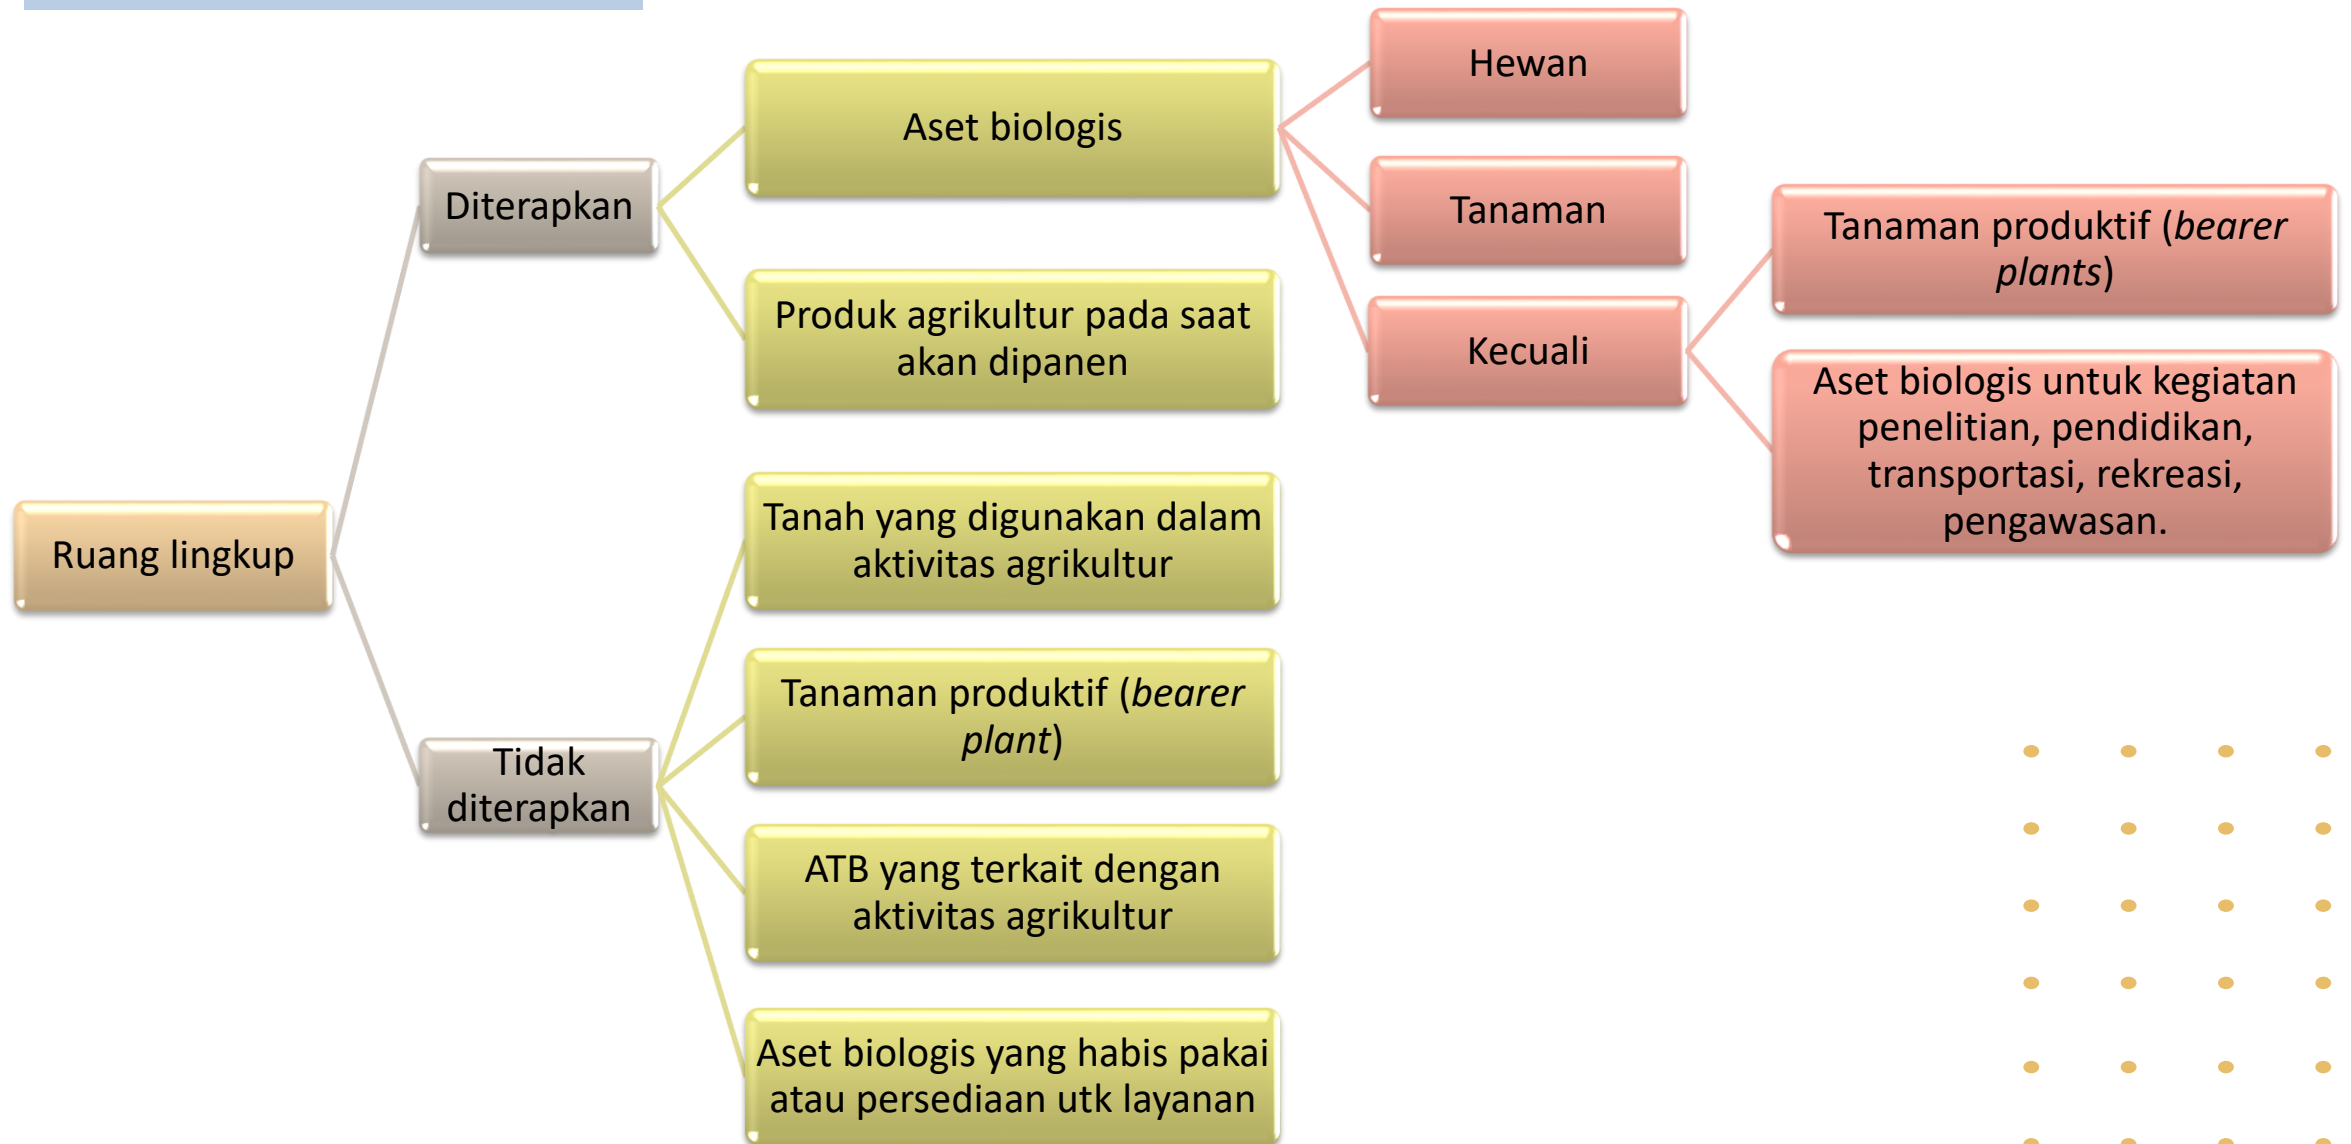 Ruang lingkup
Diterapkan
Aset biologis
Hewan
Tanaman
Kecuali
Tanaman produktif (bearer
plants)
Aset biologis untuk kegiatan
penelitian, pendidikan,
transportasi, rekreasi,
pengawasan.
Produk agrikultur pada saat
akan dipanen
Tidak
diterapkan
Tanah yang digunakan dalam
aktivitas agrikultur
Tanaman produktif (bearer
plant)
ATB yang terkait dengan
aktivitas agrikultur
Aset biologis yang habis pakai
atau persediaan utk layanan